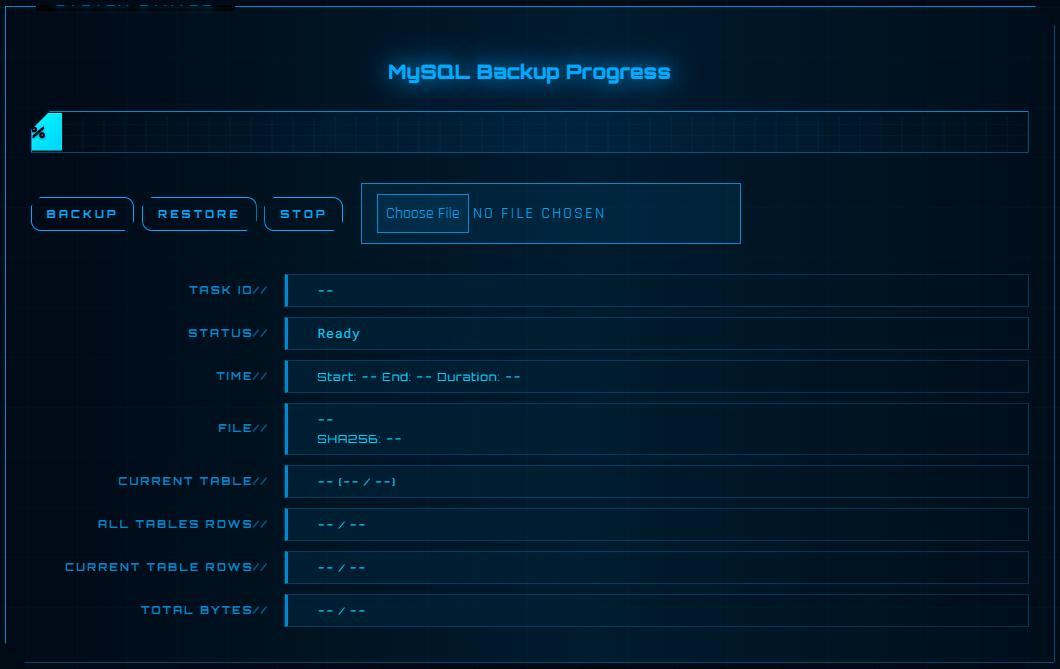 MySQL Backup Progress
%
BACKUP RESTORE STOP Choose File NO FILE CHOSEN
TASK ID// --
STATUS// Ready
TIME// Start: -- End: -- Duration: --
FILE// --
SHA256: --
CURRENT TABLE// -- (-- / --)
ALL TABLES ROWS// -- / --
CURRENT TABLE ROWS// -- / --
TOTAL BYTES// -- / --